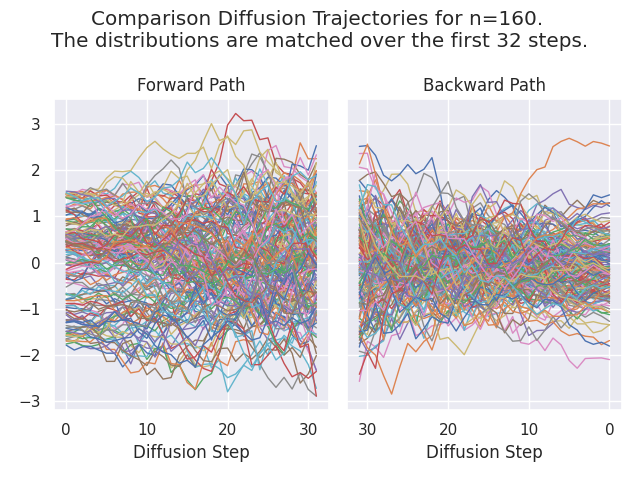 Comparison Diffusion Trajectories for n=160.
The distributions are matched over the first 32 steps.
Forward Path
Backward Path
3
2
1
0
−1
−2
−3
0 10 20 30
30 20 10 0
Diffusion Step
Diffusion Step